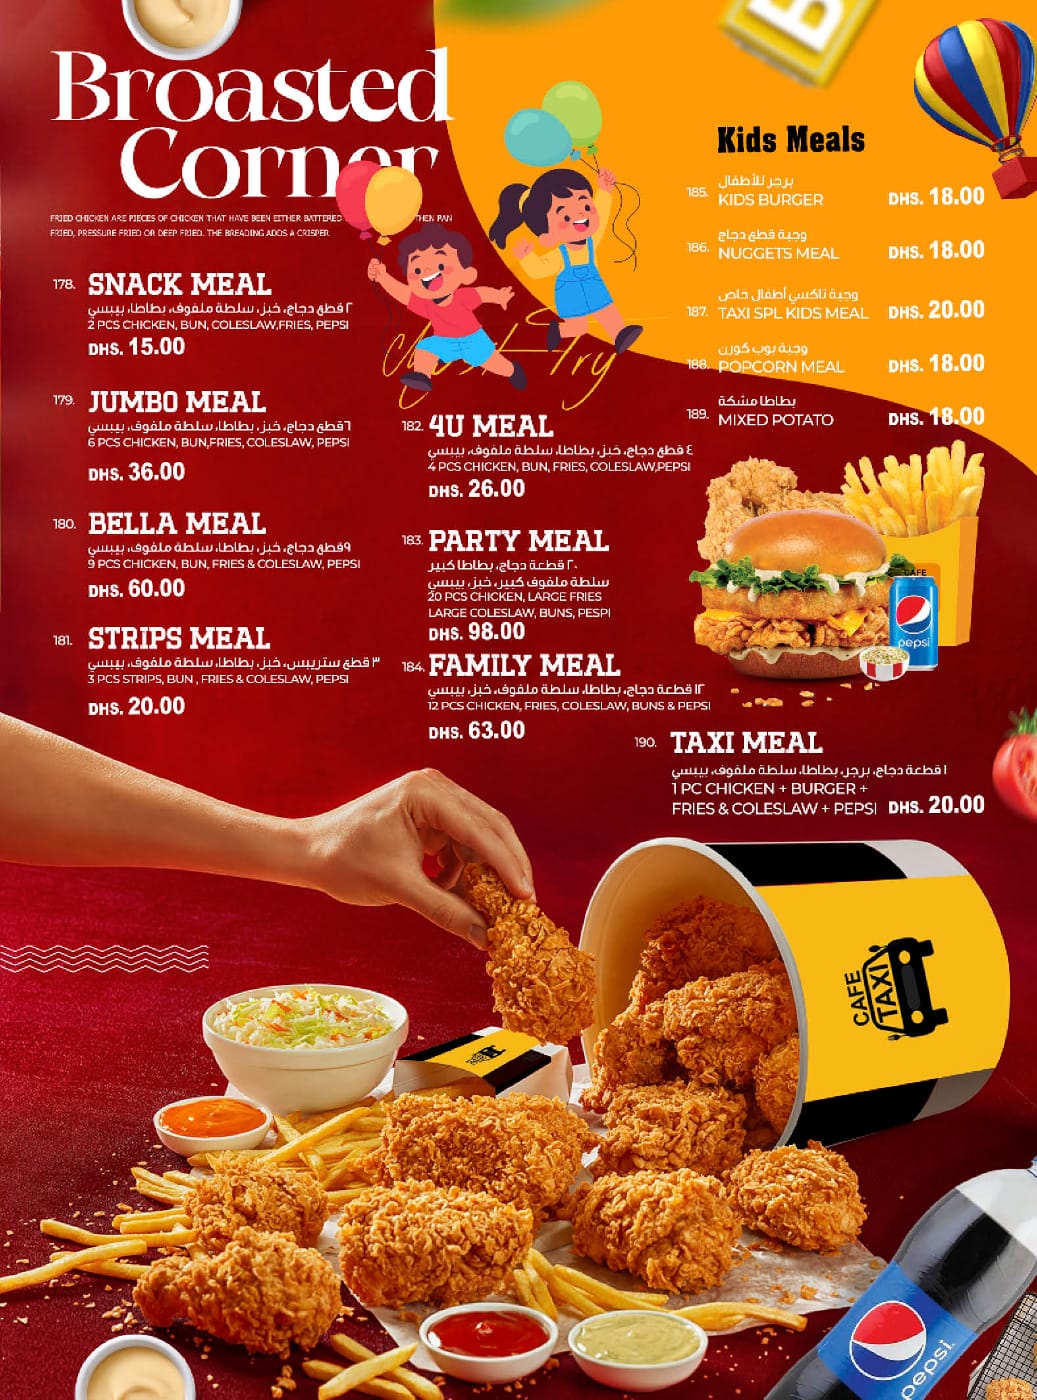 Broasted
Corner
FRIED CHICKEN ARE PIECES OF CHICKEN THAT HAVE BEEN EITHER BATTERED THEN PAN
FRIED, PRESSURE FRIED OR DEEP FRIED. THE BREADING ADDS A CRISPER
178. SNACK MEAL
٢ قطع دجاج، خبز، سلطة ملفوف، بطاطا، بيبسي
2 PCS CHICKEN, BUN, COLESLAW,FRIES, PEPSI
DHS. 15.00
179. JUMBO MEAL
٦قطع دجاج، خبز، بطاطا، سلطة ملفوف، بيبسي
6 PCS CHICKEN, BUN,FRIES, COLESLAW, PEPSI
DHS. 36.00
180. BELLA MEAL
٩قطع دجاج، خبز، بطاطا، سلطة ملفوف، بيبسي
9 PCS CHICKEN, BUN, FRIES & COLESLAW, PEPSI
DHS. 60.00
181. STRIPS MEAL
٣ قطع ستريبس، خبز، بطاطا، سلطة ملفوف، بيبسي
3 PCS STRIPS, BUN , FRIES & COLESLAW, PEPSI
DHS. 20.00
182. 4U MEAL
٤ قطع دجاج، خبز، بطاطا، سلطة ملفوف، بيبسي
4 PCS CHICKEN, BUN, FRIES, COLESLAW,PEPSI
DHS. 26.00
183. PARTY MEAL
٢٠ قطعة دجاج، بطاطا كبير
سلطة ملفوف كبير، خبز، بيبسي
20 PCS CHICKEN, LARGE FRIES
LARGE COLESLAW, BUNS, PESPI
DHS. 98.00
184. FAMILY MEAL
١٢ قطعة دجاج، بطاطا، سلطة ملفوف، خبز، بيبسي
12 PCS CHICKEN, FRIES, COLESLAW, BUNS & PEPSI
DHS. 63.00
Kids Meals
برجر للأطفال
185. KIDS BURGER DHS. 18.00
وجبة قطع دجاج
186. NUGGETS MEAL DHS. 18.00
وجبة تاكسي أطفال خاص
187. TAXI SPL KIDS MEAL DHS. 20.00
وجبة بوب كورن
188. POPCORN MEAL DHS. 18.00
بطاطا مشكة
189. MIXED POTATO DHS. 18.00
CAFE
pepsi
190. TAXI MEAL
١ قطعة دجاج، برجر، بطاطا، سلطة ملفوف، بيبسي
1 PC CHICKEN + BURGER +
FRIES & COLESLAW + PEPSI DHS. 20.00
CAFE
TAXI
pepsi